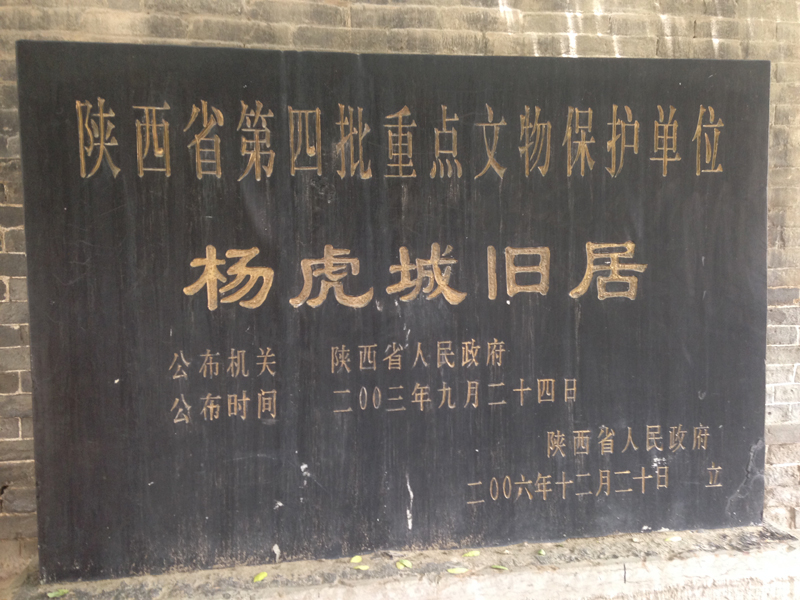 陕西省第四批重点文物保护单位
杨虎城旧居
公布机关 陕西省人民政府
公布时间 二00三年九月二十四日
陕西省人民政府
二00六年十二月二十日 立